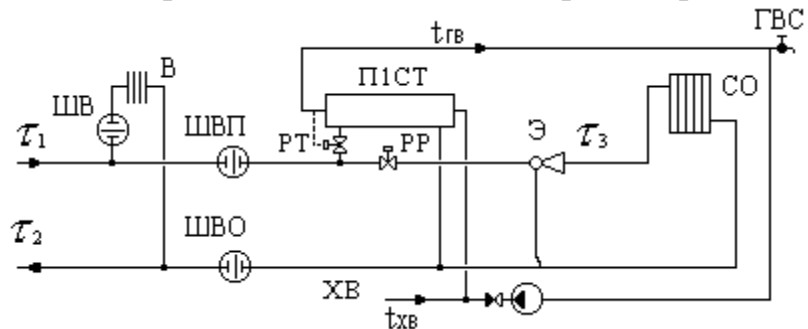 ГВС
tГВ
В
П1СТ
СО
ШВ
ШВП
Э
τ3
τ1
РТ
РР
τ2
ШВО
ХВ
tХВ